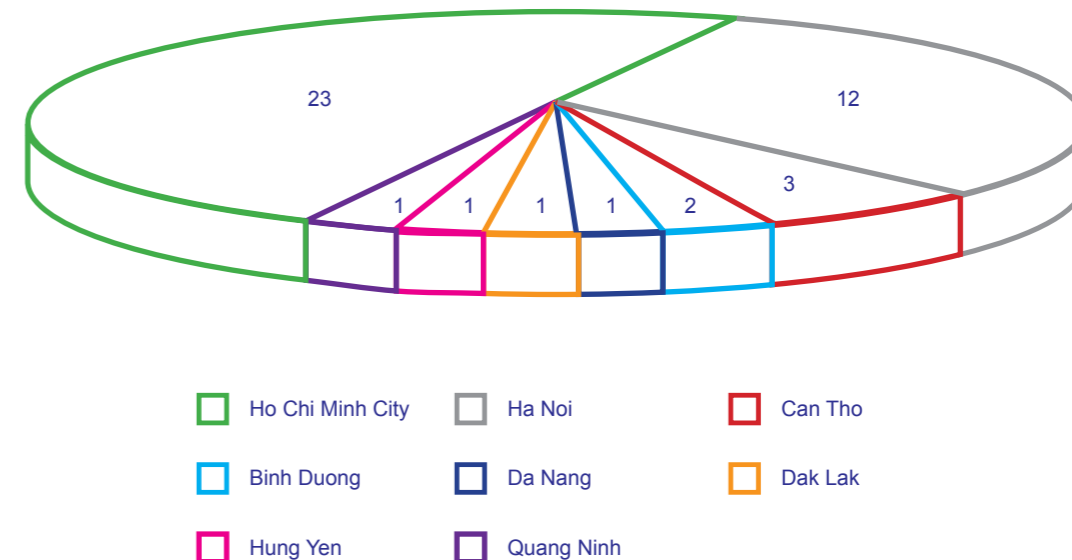 23
12
3
1
1
1
1
2
Ho Chi Minh City
Ha Noi
Can Tho
Binh Duong
Da Nang
Dak Lak
Hung Yen
Quang Ninh